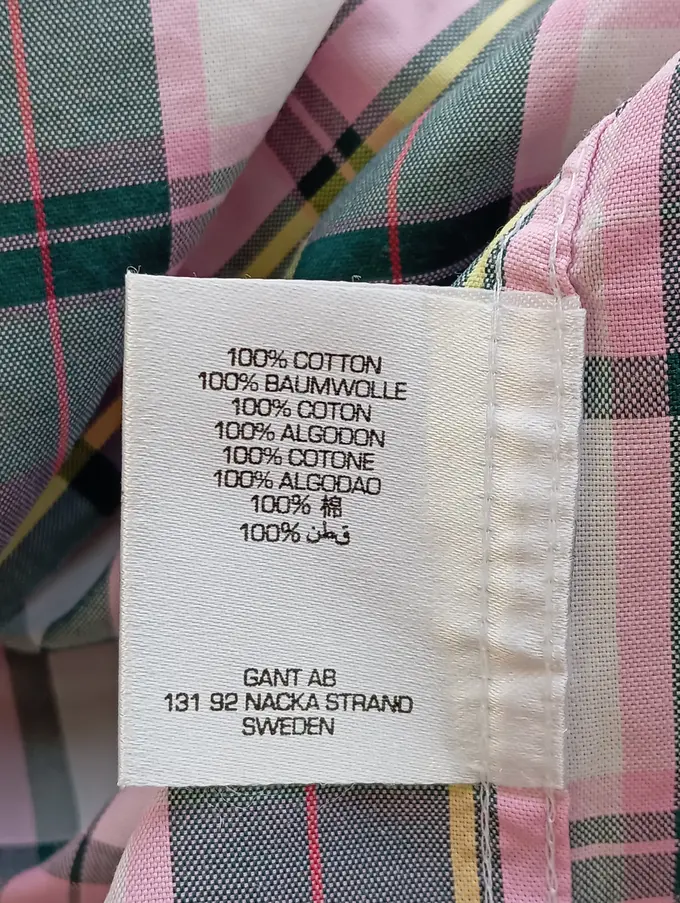 100% COTTON
100% BAUMWOLLE
100% COTON
100% ALGODON
100% COTONE
100% ALGODAO
100% 棉
100% قطن
GANT AB
131 92 NACKA STRAND
SWEDEN